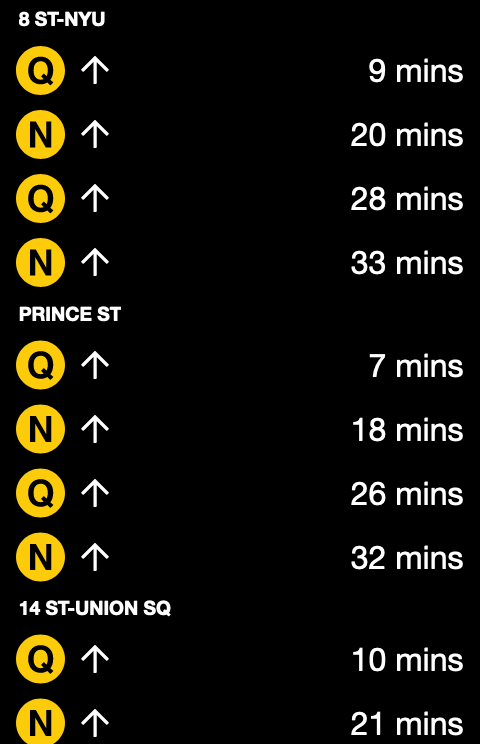 8 ST-NYU
Q ↑ 9 mins
N ↑ 20 mins
Q ↑ 28 mins
N ↑ 33 mins
PRINCE ST
Q ↑ 7 mins
N ↑ 18 mins
Q ↑ 26 mins
N ↑ 32 mins
14 ST-UNION SQ
Q ↑ 10 mins
N ↑ 21 mins